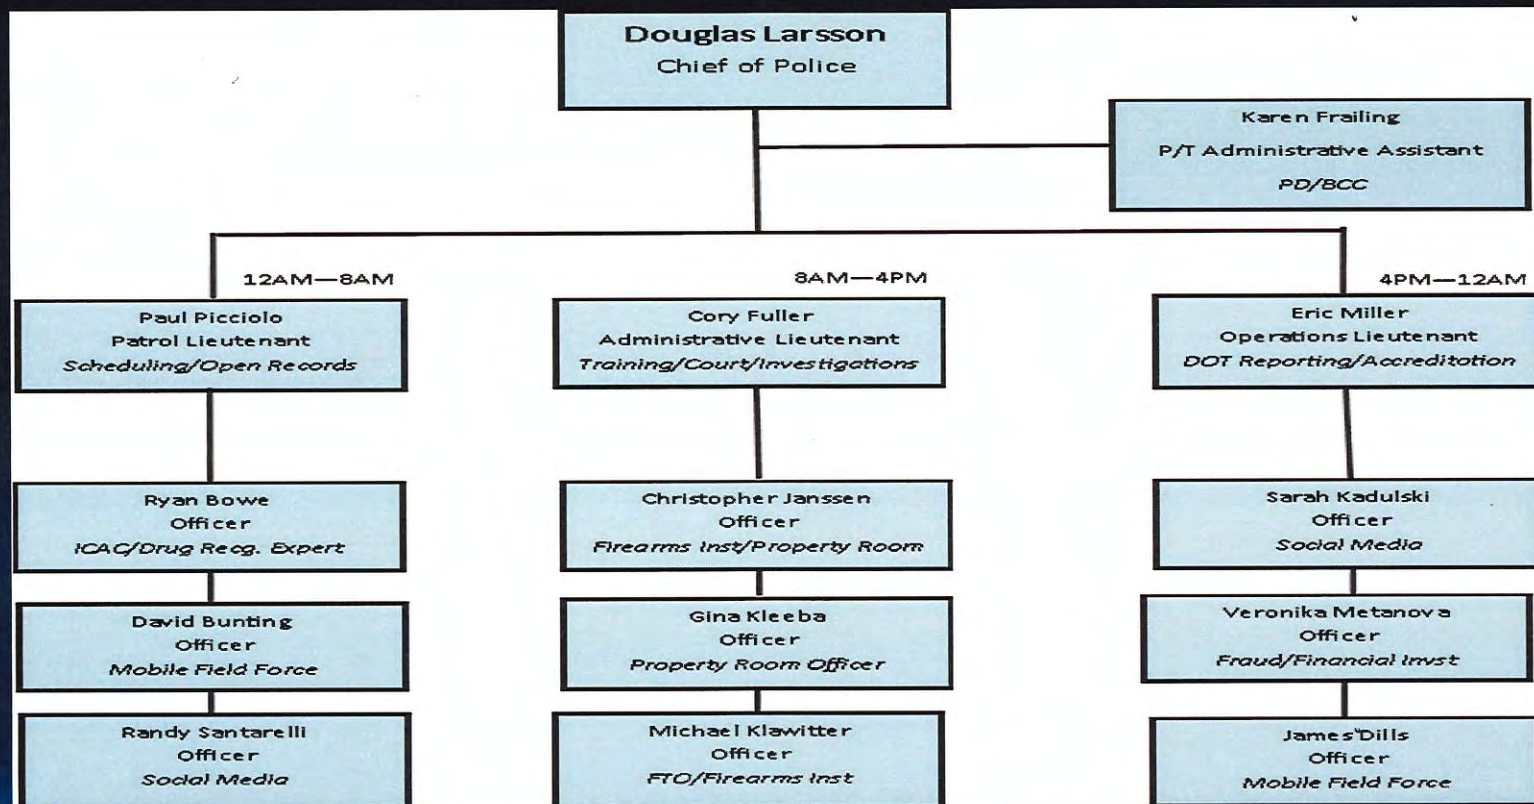 Douglas Larsson
Chief of Police
Karen Frailing
P/T Administrative Assistant
PD/BCC
12AM—8AM
Paul Picciolo
Patrol Lieutenant
Scheduling/Open Records
Ryan Bowe
Officer
ICAC/Drug Recg. Expert
David Bunting
Officer
Mobile Field Force
Randy Santarelli
Officer
Social Media
8AM—4PM
Cory Fuller
Administrative Lieutenant
Training/Court/Investigations
Christopher Janssen
Officer
Firearms Inst/Property Room
Gina Kleeba
Officer
Property Room Officer
Michael Klawitter
Officer
FTO/Firearms Inst
4PM—12AM
Eric Miller
Operations Lieutenant
DOT Reporting/Accreditation
Sarah Kadulski
Officer
Social Media
Veronika Metanova
Officer
Fraud/Financial Invst
James Dills
Officer
Mobile Field Force